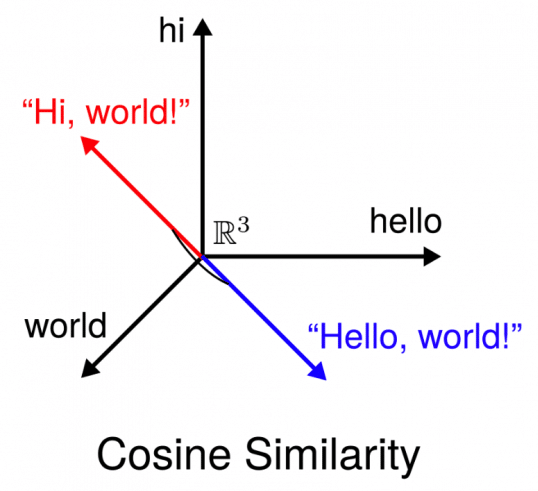 hi
“Hi, world!”
ℝ³
hello
world
“Hello, world!”
Cosine Similarity